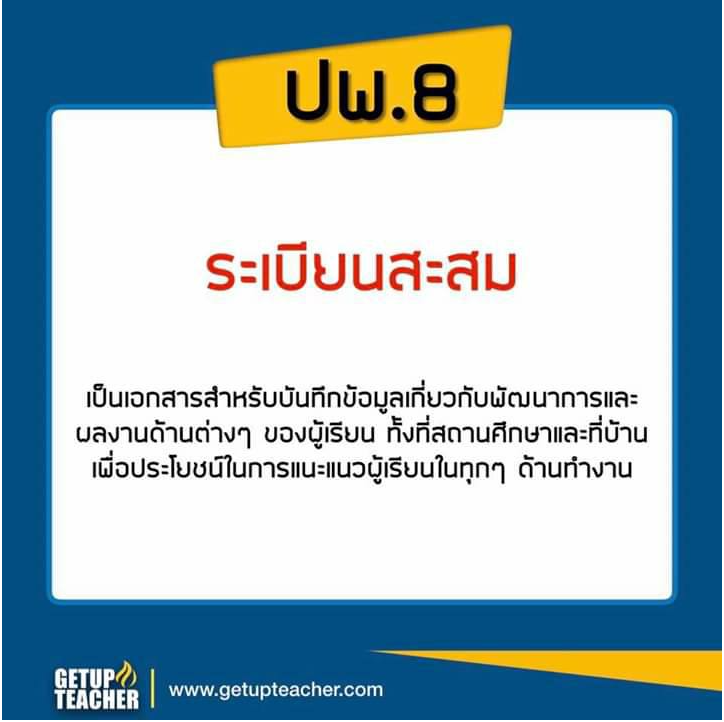 ปพ.8
ระเบียนสะสม
เป็นเอกสารสำหรับบันทึกข้อมูลเกี่ยวกับพัฒนาการและ
ผลงานด้านต่างๆ ของผู้เรียน ทั้งที่สถานศึกษาและที่บ้าน
เพื่อประโยชน์ในการแนะแนวผู้เรียนในทุกๆ ด้านทำงาน
GETUP
TEACHER
www.getupteacher.com